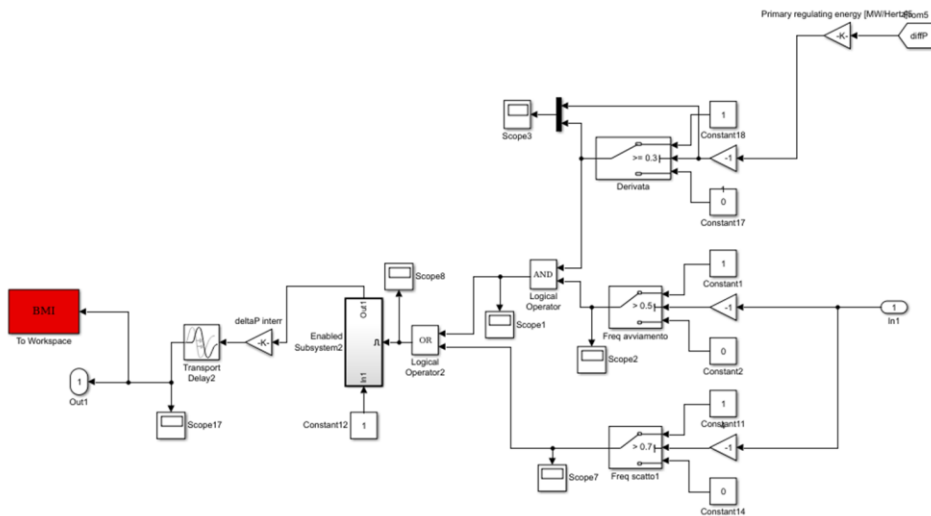 Primary regulating energy [MW/Hertz]
From5
-K-
diffP
Scope3
1
Constant18
>= 0.3
-1
Derivata
1
0
Constant17
Scope8
AND
Logical
Operator
1
Constant1
BMI
To Workspace
deltaP interr
-K-
Transport
Delay2
Enabled
Subsystem2
Out1
In1
OR
Logical
Operator2
Scope1
> 0.5
-1
Freq avviamento
1
In1
Scope2
0
Constant2
1
Out1
Scope17
Constant12
1
1
Constant11
> 0.7
-1
Freq scatto1
Scope7
0
Constant14